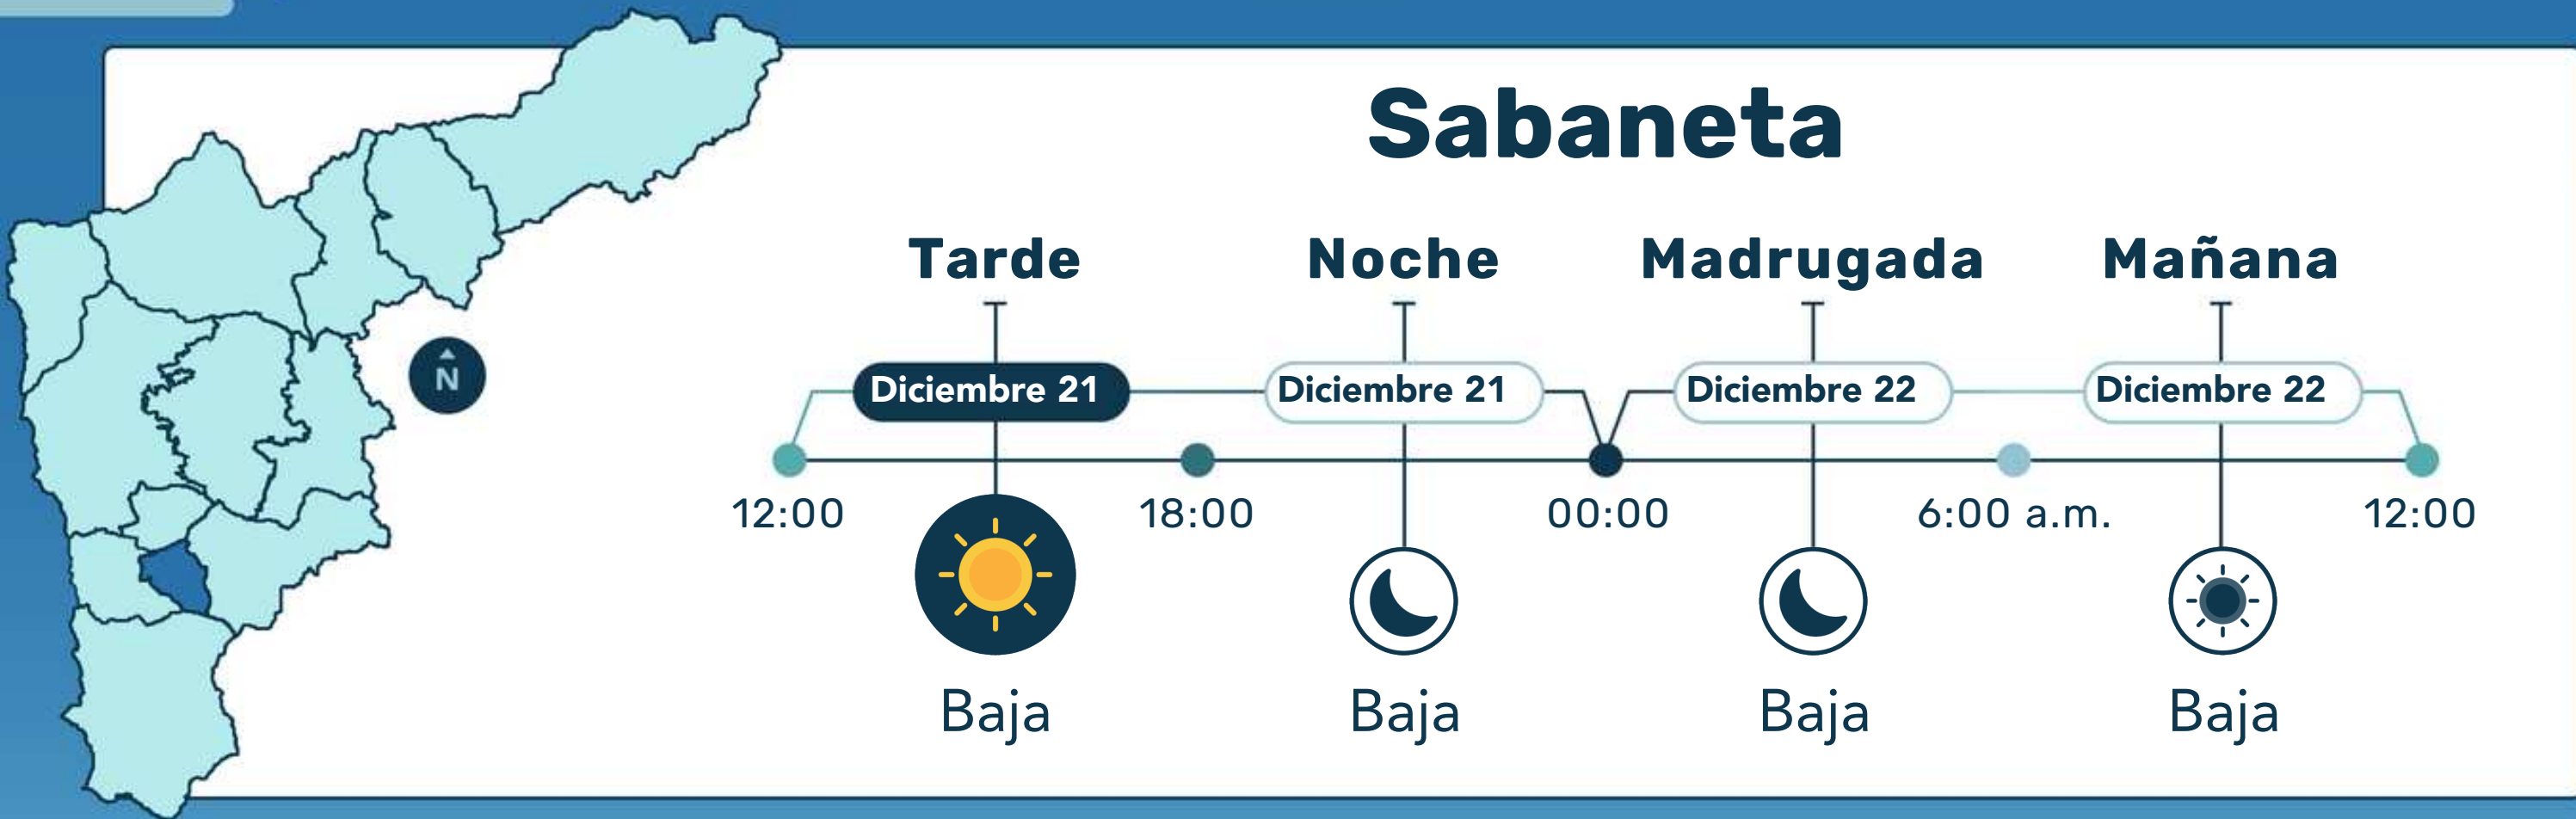 Sabaneta
Tarde Noche Madrugada Mañana
N
Diciembre 21 Diciembre 21 Diciembre 22 Diciembre 22
12:00 18:00 00:00 6:00 a.m. 12:00
Baja Baja Baja Baja